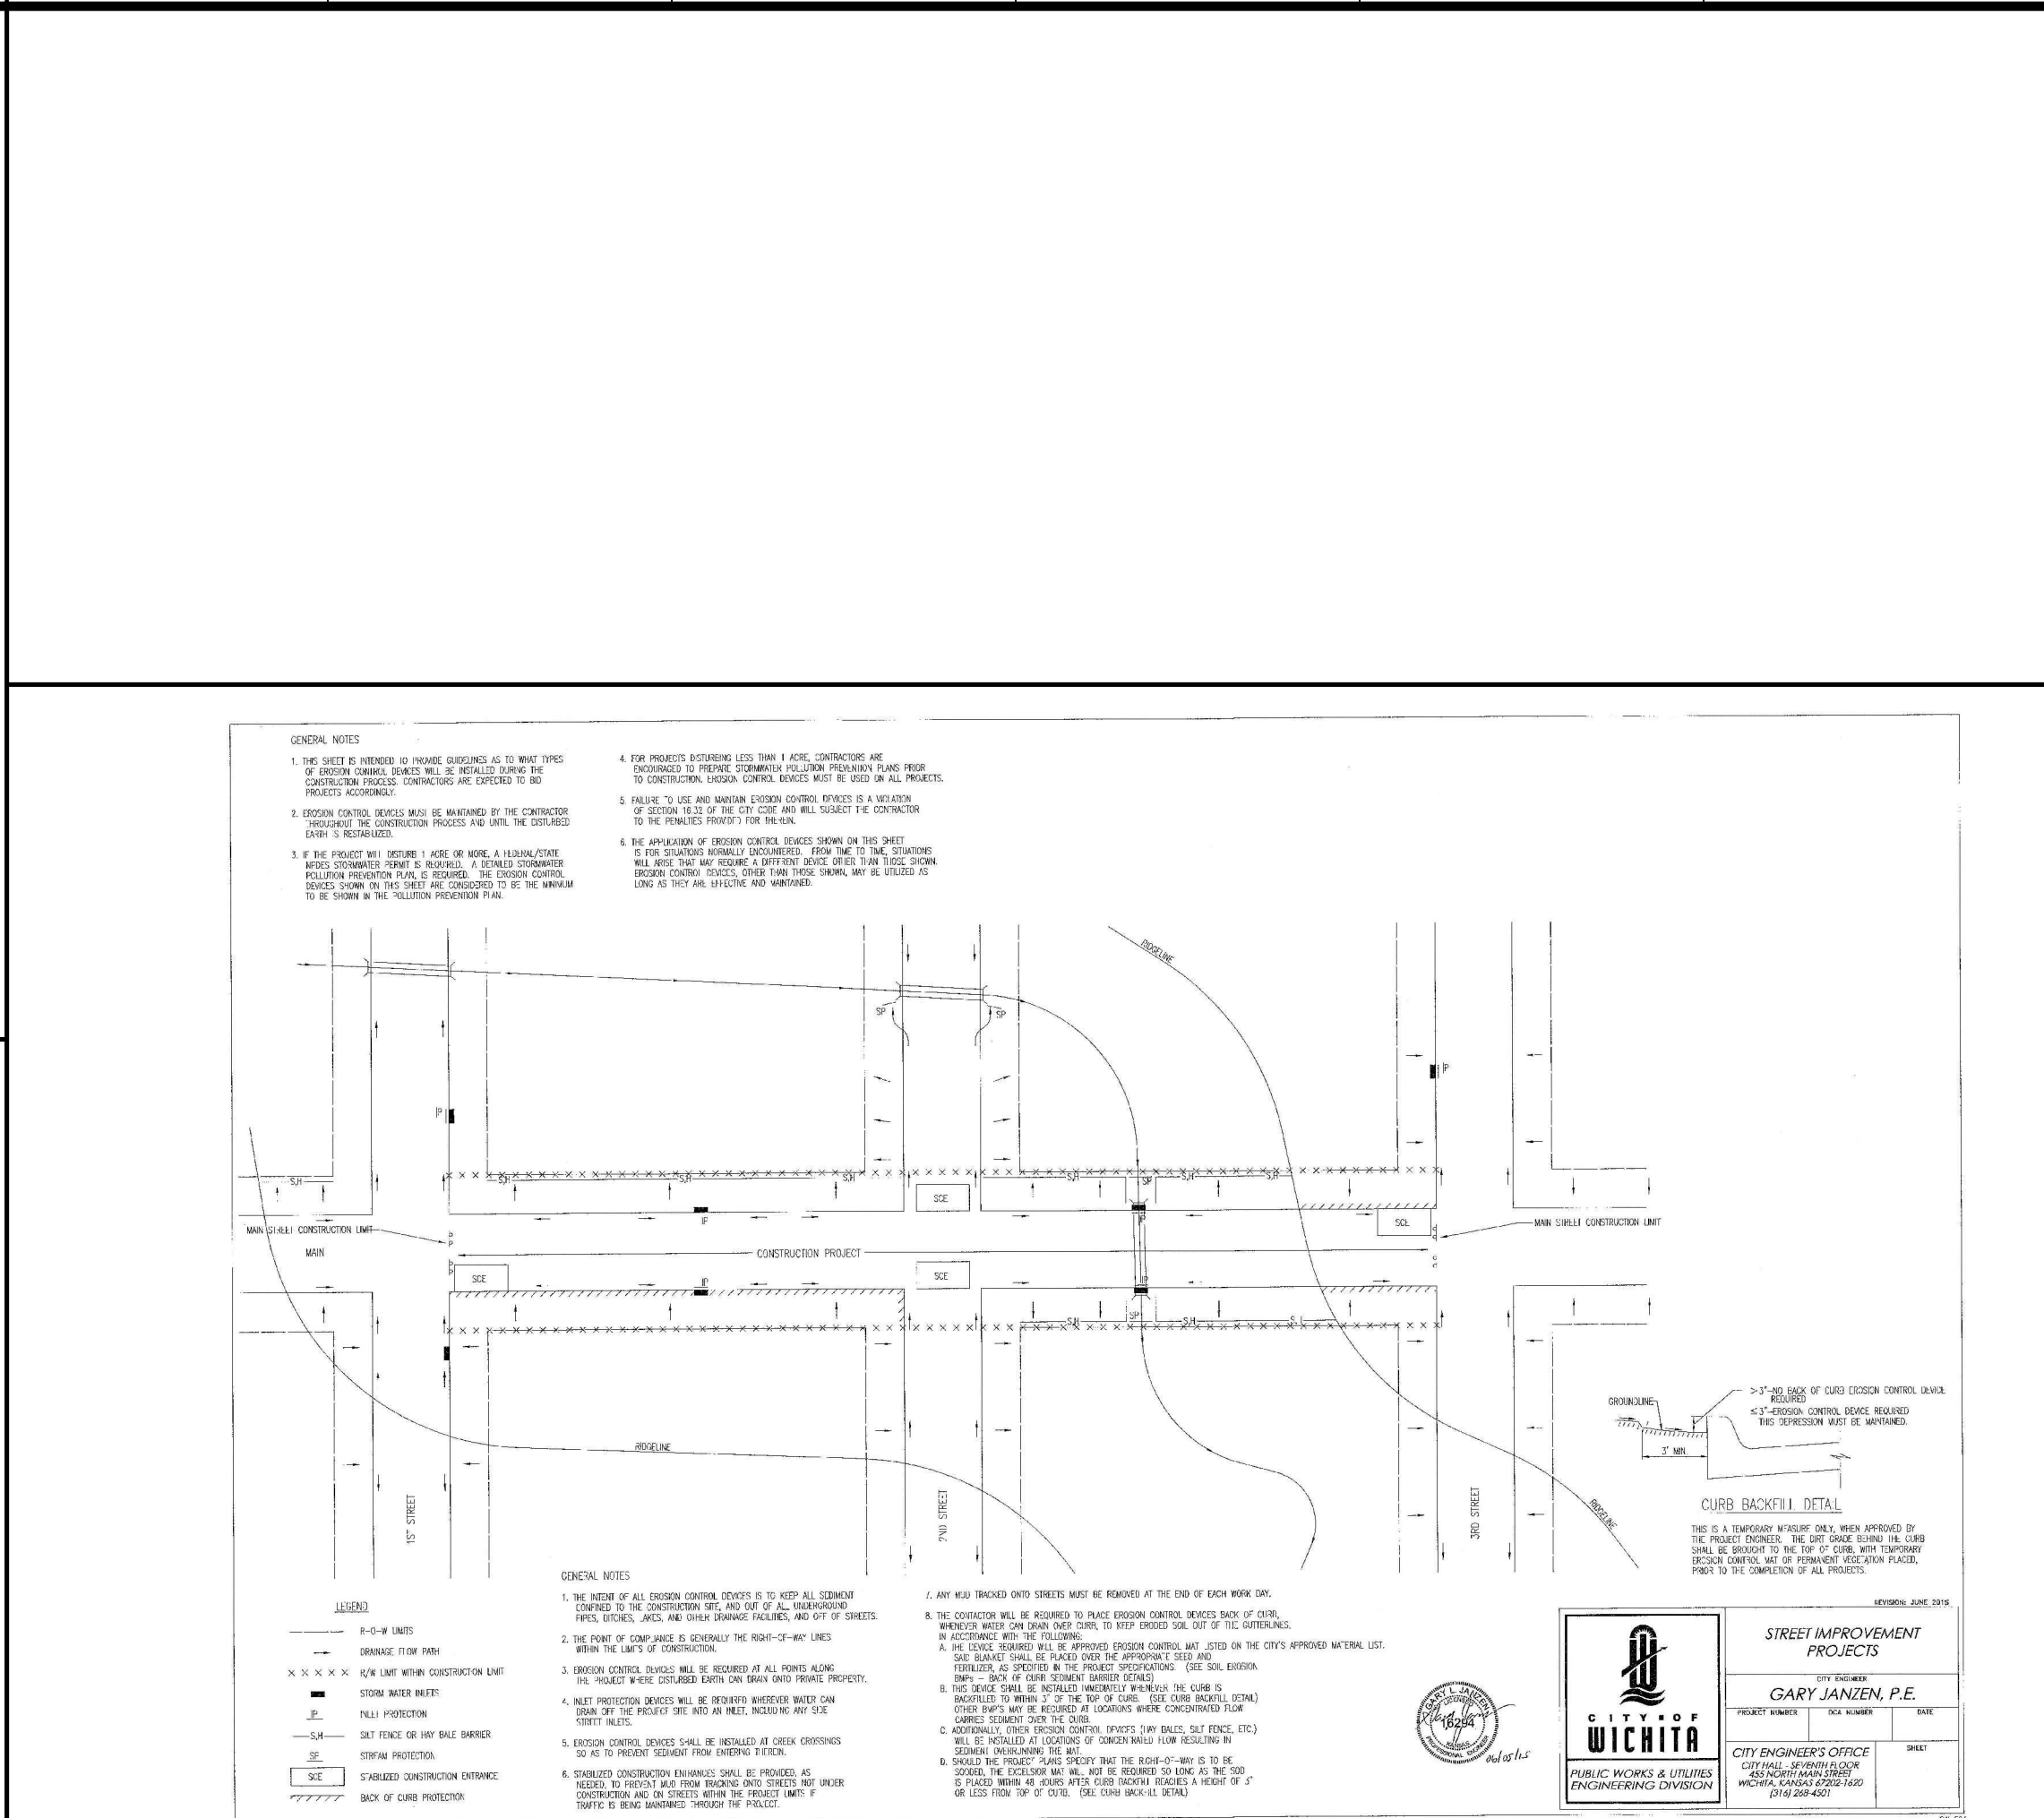 GENERAL NOTES
1. THIS SHEET IS INTENDED TO PROVIDE GUIDELINES AS TO WHAT TYPES
OF EROSION CONTROL DEVICES WILL BE INSTALLED DURING THE
CONSTRUCTION PROCESS. CONTRACTORS ARE EXPECTED TO BID
PROJECTS ACCORDINGLY.
2. EROSION CONTROL DEVICES MUST BE MAINTAINED BY THE CONTRACTOR
THROUGHOUT THE CONSTRUCTION PROCESS AND UNTIL THE DISTURBED
EARTH IS RESTABILIZED.
3. IF THE PROJECT WILL DISTURB 1 ACRE OR MORE, A FEDERAL/STATE
NPDES STORMWATER PERMIT IS REQUIRED. A DETAILED STORMWATER
POLLUTION PREVENTION PLAN, IS REQUIRED. THE EROSION CONTROL
DEVICES SHOWN ON THIS SHEET ARE CONSIDERED TO BE THE MINIMUM
TO BE SHOWN IN THE POLLUTION PREVENTION PLAN.
4. FOR PROJECTS DISTURBING LESS THAN 1 ACRE, CONTRACTORS ARE
ENCOURAGED TO PREPARE STORMWATER POLLUTION PREVENTION PLANS PRIOR
TO CONSTRUCTION. EROSION CONTROL DEVICES MUST BE USED ON ALL PROJECTS.
5. FAILURE TO USE AND MAINTAIN EROSION CONTROL DEVICES IS A VIOLATION
OF SECTION 16.32 OF THE CITY CODE AND WILL SUBJECT THE CONTRACTOR
TO THE PENALTIES PROVIDED FOR THEREIN.
6. THE APPLICATION OF EROSION CONTROL DEVICES SHOWN ON THIS SHEET
IS FOR SITUATIONS NORMALLY ENCOUNTERED. FROM TIME TO TIME, SITUATIONS
WILL ARISE THAT MAY REQUIRE A DIFFERENT DEVICE OTHER THAN THOSE SHOWN.
EROSION CONTROL DEVICES, OTHER THAN THOSE SHOWN, MAY BE UTILIZED AS
LONG AS THEY ARE EFFECTIVE AND MAINTAINED.
RIDGELINE
SP
SP
IP
IP
S,H
S,H
S,H
S,H
S,H
SP
S,H
S,H
SCE
IP
IP
SCE
MAIN STREET CONSTRUCTION LIMIT
MAIN STREET CONSTRUCTION LIMIT
MAIN
CONSTRUCTION PROJECT
SCE
IP
SCE
IP
S,H
SP
S,H
RIDGELINE
RIDGELINE
1ST STREET
2ND STREET
3RD STREET
GROUNDLINE
>3"-NO BACK OF CURB EROSION CONTROL DEVICE
REQUIRED
≤3"-EROSION CONTROL DEVICE REQUIRED
THIS DEPRESSION MUST BE MAINTAINED.
3' MIN.
CURB BACKFILL DETAIL
THIS IS A TEMPORARY MEASURE ONLY, WHEN APPROVED BY
THE PROJECT ENGINEER. THE DIRT GRADE BEHIND THE CURB
SHALL BE BROUGHT TO THE TOP OF CURB, WITH TEMPORARY
EROSION CONTROL MAT OR PERMANENT VEGETATION PLACED,
PRIOR TO THE COMPLETION OF ALL PROJECTS.
LEGEND
R-O-W LIMITS
DRAINAGE FLOW PATH
X X X X X R/W LIMIT WITHIN CONSTRUCTION LIMIT
STORM WATER INLETS
IP INLET PROTECTION
S,H SILT FENCE OR HAY BALE BARRIER
SP STREAM PROTECTION
SCE STABILIZED CONSTRUCTION ENTRANCE
BACK OF CURB PROTECTION
GENERAL NOTES
1. THE INTENT OF ALL EROSION CONTROL DEVICES IS TO KEEP ALL SEDIMENT
CONFINED TO THE CONSTRUCTION SITE, AND OUT OF ALL UNDERGROUND
PIPES, DITCHES, LAKES, AND OTHER DRAINAGE FACILITIES, AND OFF OF STREETS.
2. THE POINT OF COMPLIANCE IS GENERALLY THE RIGHT-OF-WAY LINES
WITHIN THE LIMITS OF CONSTRUCTION.
3. EROSION CONTROL DEVICES WILL BE REQUIRED AT ALL POINTS ALONG
THE PROJECT WHERE DISTURBED EARTH CAN DRAIN ONTO PRIVATE PROPERTY.
4. INLET PROTECTION DEVICES WILL BE REQUIRED WHEREVER WATER CAN
DRAIN OFF THE PROJECT SITE INTO AN INLET, INCLUDING ANY SIDE
STREET INLETS.
5. EROSION CONTROL DEVICES SHALL BE INSTALLED AT CREEK CROSSINGS
SO AS TO PREVENT SEDIMENT FROM ENTERING THEREIN.
6. STABILIZED CONSTRUCTION ENTRANCES SHALL BE PROVIDED, AS
NEEDED, TO PREVENT MUD FROM TRACKING ONTO STREETS NOT UNDER
CONSTRUCTION AND ON STREETS WITHIN THE PROJECT LIMITS IF
TRAFFIC IS BEING MAINTAINED THROUGH THE PROJECT.
7. ANY MUD TRACKED ONTO STREETS MUST BE REMOVED AT THE END OF EACH WORK DAY.
8. THE CONTACTOR WILL BE REQUIRED TO PLACE EROSION CONTROL DEVICES BACK OF CURB,
WHENEVER WATER CAN DRAIN OVER CURB, TO KEEP ERODED SOIL OUT OF THE GUTTERLINES,
IN ACCORDANCE WITH THE FOLLOWING:
A. THE DEVICE REQUIRED WILL BE APPROVED EROSION CONTROL MAT LISTED ON THE CITY'S APPROVED MATERIAL LIST.
SAID BLANKET SHALL BE PLACED OVER THE APPROPRIATE SEED AND
FERTILIZER, AS SPECIFIED IN THE PROJECT SPECIFICATIONS. (SEE SOIL EROSION
BMPs - BACK OF CURB SEDIMENT BARRIER DETAILS)
B. THIS DEVICE SHALL BE INSTALLED IMMEDIATELY WHENEVER THE CURB IS
BACKFILLED TO WITHIN 3" OF THE TOP OF CURB. (SEE CURB BACKFILL DETAIL)
OTHER BMP'S MAY BE REQUIRED AT LOCATIONS WHERE CONCENTRATED FLOW
CARRIES SEDIMENT OVER THE CURB.
C. ADDITIONALLY, OTHER EROSION CONTROL DEVICES (HAY BALES, SILT FENCE, ETC.)
WILL BE INSTALLED AT LOCATIONS OF CONCENTRATED FLOW RESULTING IN
SEDIMENT OVERRUNNING THE MAT.
D. SHOULD THE PROJECT PLANS SPECIFY THAT THE RIGHT-OF-WAY IS TO BE
SODDED, THE EXCELSIOR MAT WILL NOT BE REQUIRED SO LONG AS THE SOD
IS PLACED WITHIN 48 HOURS AFTER CURB BACKFILL REACHES A HEIGHT OF 3"
OR LESS FROM TOP OF CURB. (SEE CURB BACKFILL DETAIL)
GARY L. JANZEN
LICENSED
16294
KANSAS
PROFESSIONAL ENGINEER
06/05/15
REVISION: JUNE 2015
CITY OF
WICHITA
PUBLIC WORKS & UTILITIES
ENGINEERING DIVISION
STREET IMPROVEMENT
PROJECTS
CITY ENGINEER
GARY JANZEN, P.E.
PROJECT NUMBER
OCA NUMBER
DATE
CITY ENGINEER'S OFFICE
CITY HALL - SEVENTH FLOOR
455 NORTH MAIN STREET
WICHITA, KANSAS 67202-1620
(316) 268-4501
SHEET